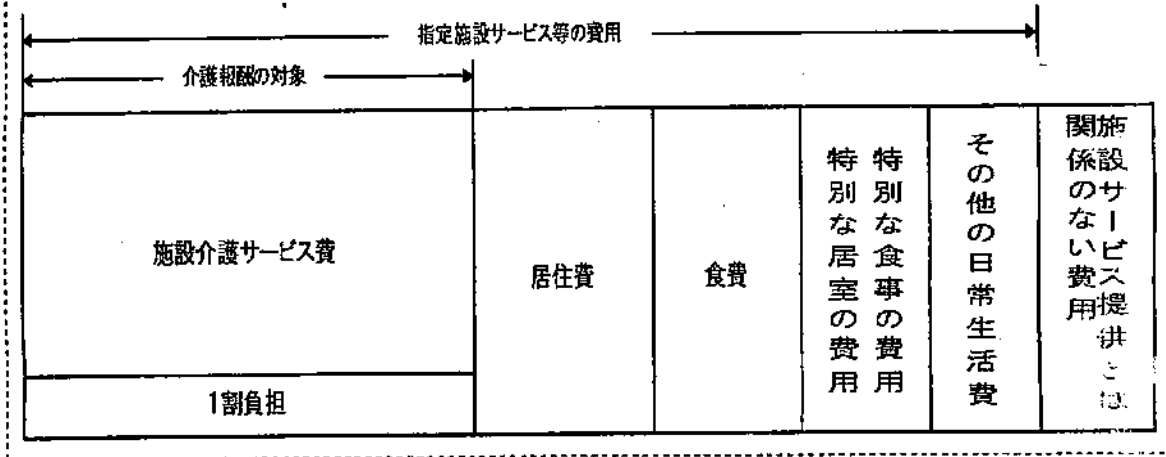 指定施設サービス等の費用
介護報酬の対象
施設介護サービス費
1割負担
居住費
食費
特別な食事の費用
特別な居室の費用
その他の日常生活費
施設サービス提供と
関係のない費用